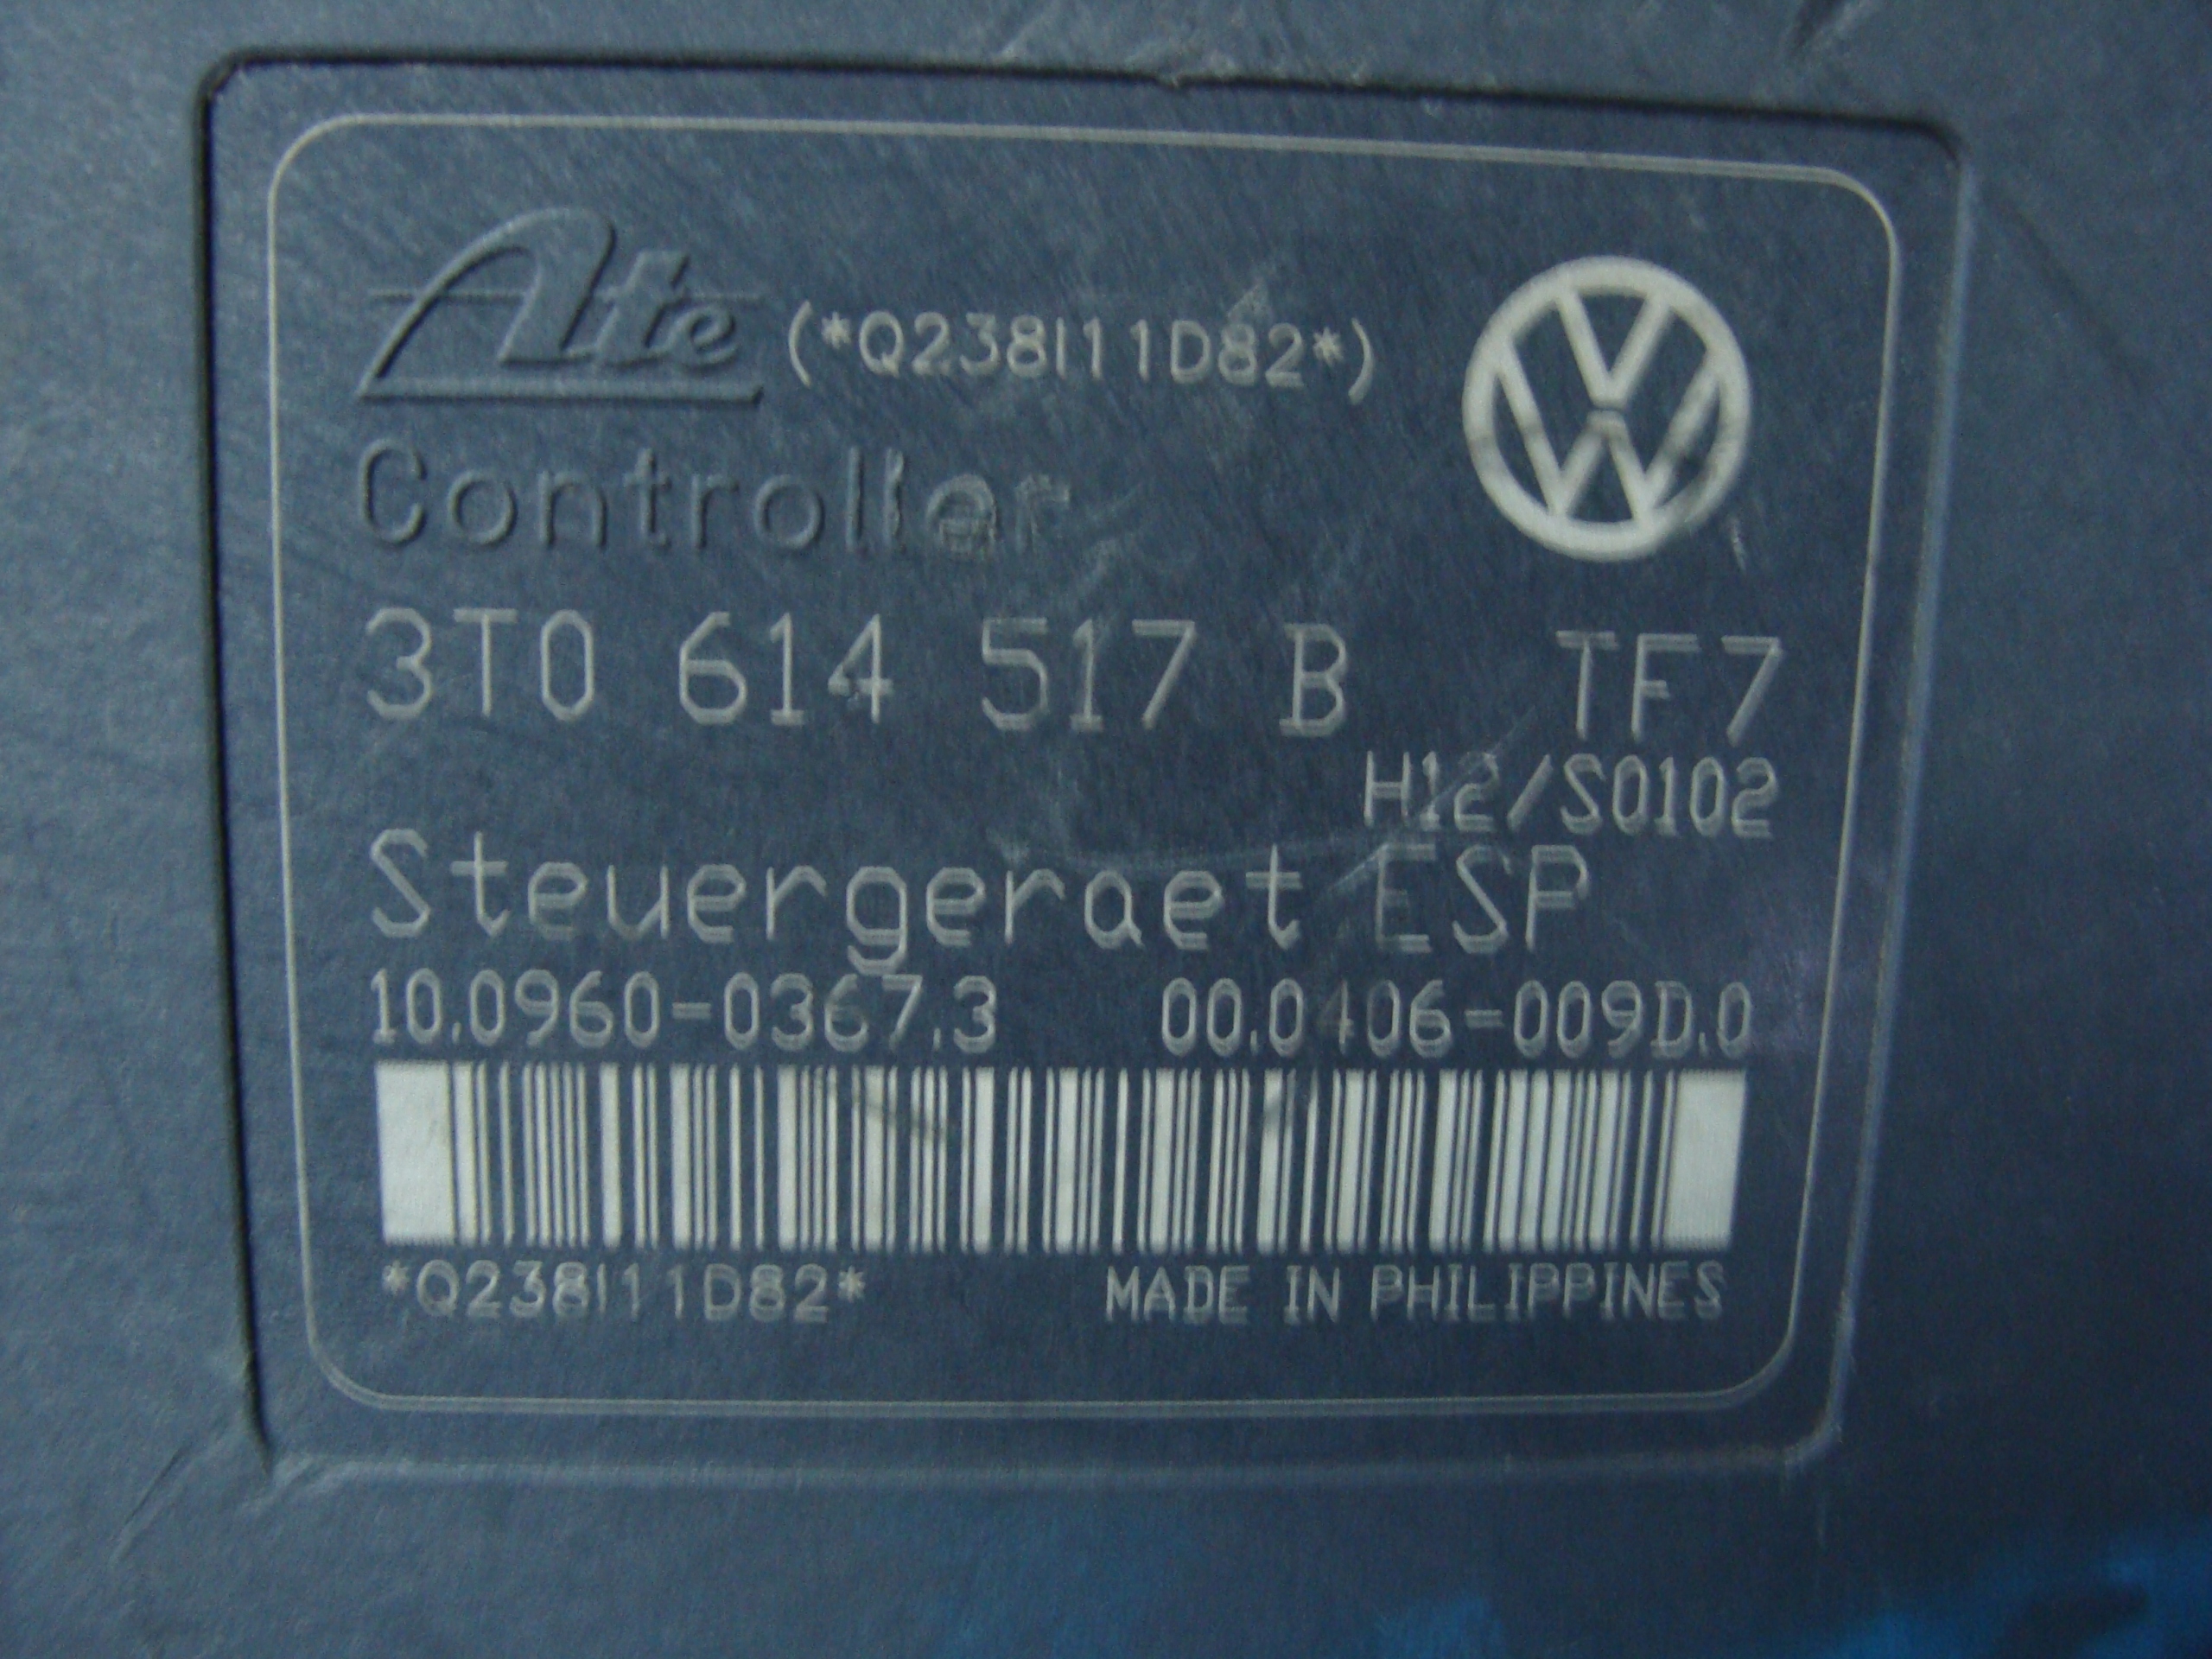 Ate (*Q238I11D82*)
Controller
3T0 614 517 B TF7
H12/S0102
Steuergeraet ESP
10.0960-0367.3 00.0406-009D.0
*Q238I11D82* MADE IN PHILIPPINES